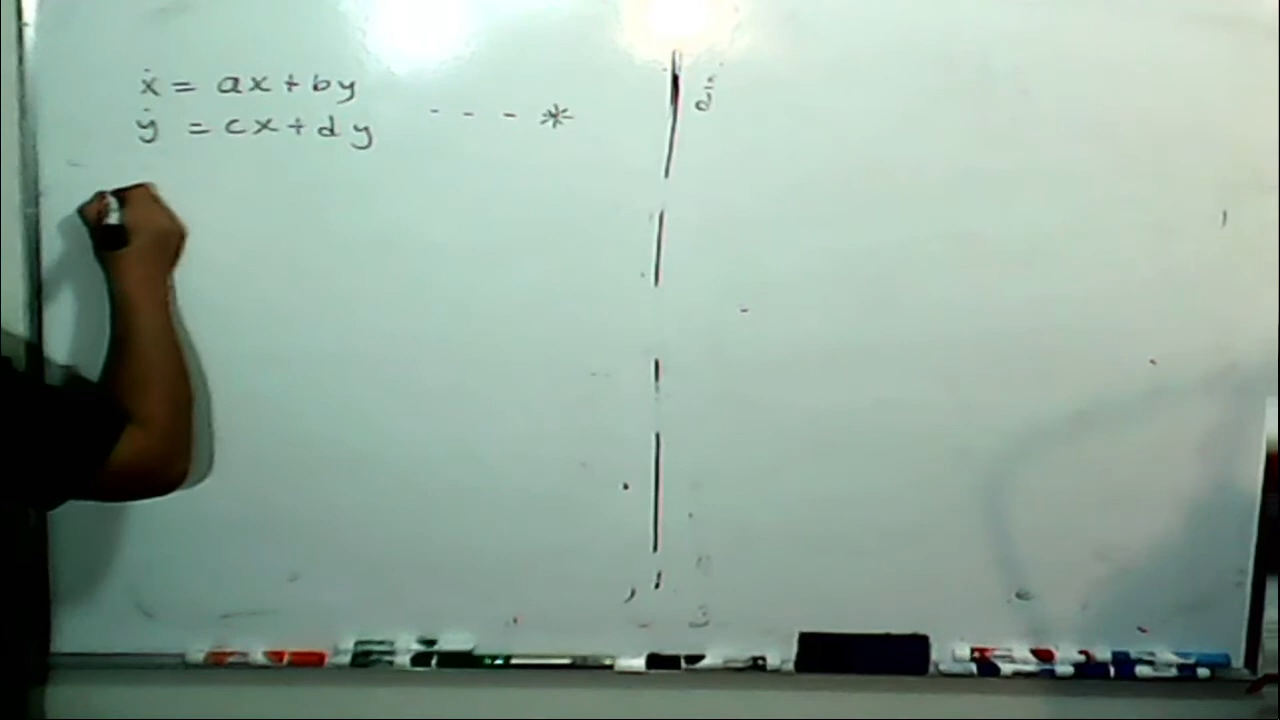 ẋ = ax + by
ẏ = cx + dy - - - *